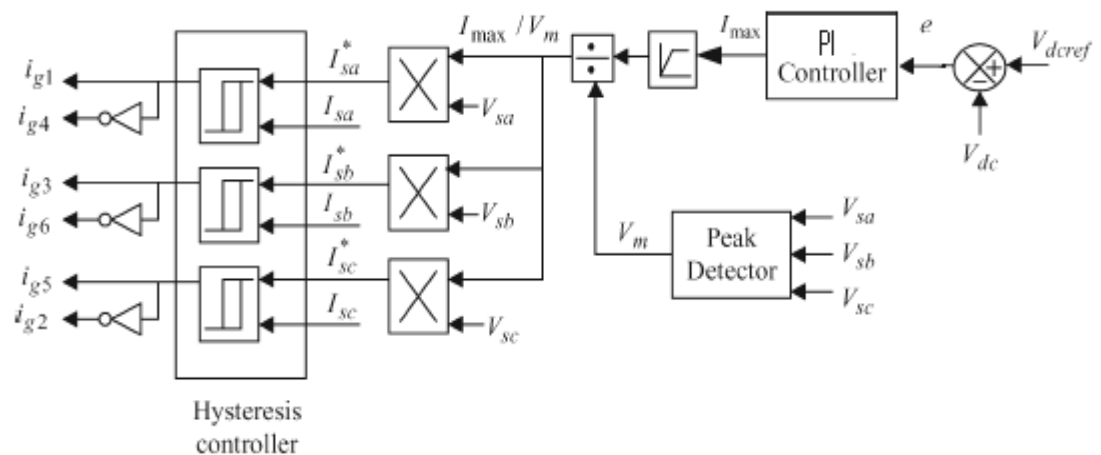 I_max / V_m
I_max
PI
Controller
e
V_dcref
+
−
V_dc
÷
i_g1
i_g4
I*_sa
I_sa
V_sa
i_g3
i_g6
I*_sb
I_sb
V_sb
i_g5
i_g2
I*_sc
I_sc
V_sc
V_m
Peak
Detector
V_sa
V_sb
V_sc
Hysteresis
controller